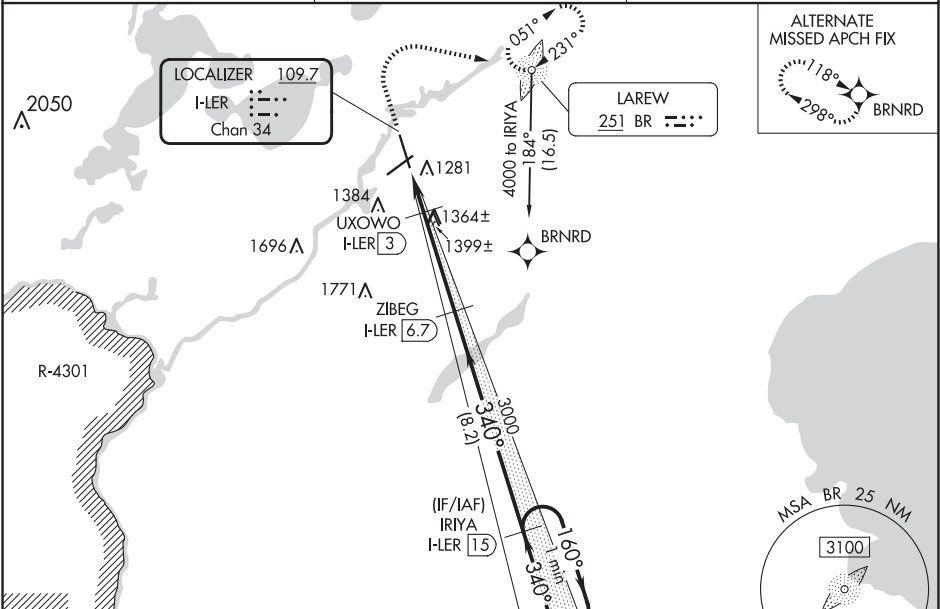 ALTERNATE
MISSED APCH FIX
118°
298°
BRNRD
051°
231°
LOCALIZER 109.7
I-LER
Chan 34
2050
LAREW
251 BR
4000 to IRIYA
184°
(16.5)
1281
1384
UXOWO
I-LER 3
1364±
1399±
BRNRD
1696
1771
ZIBEG
I-LER 6.7
R-4301
3000
340°
(8.2)
(IF/IAF)
IRIYA
I-LER 15
1 min
160°
340°
MSA BR 25 NM
3100